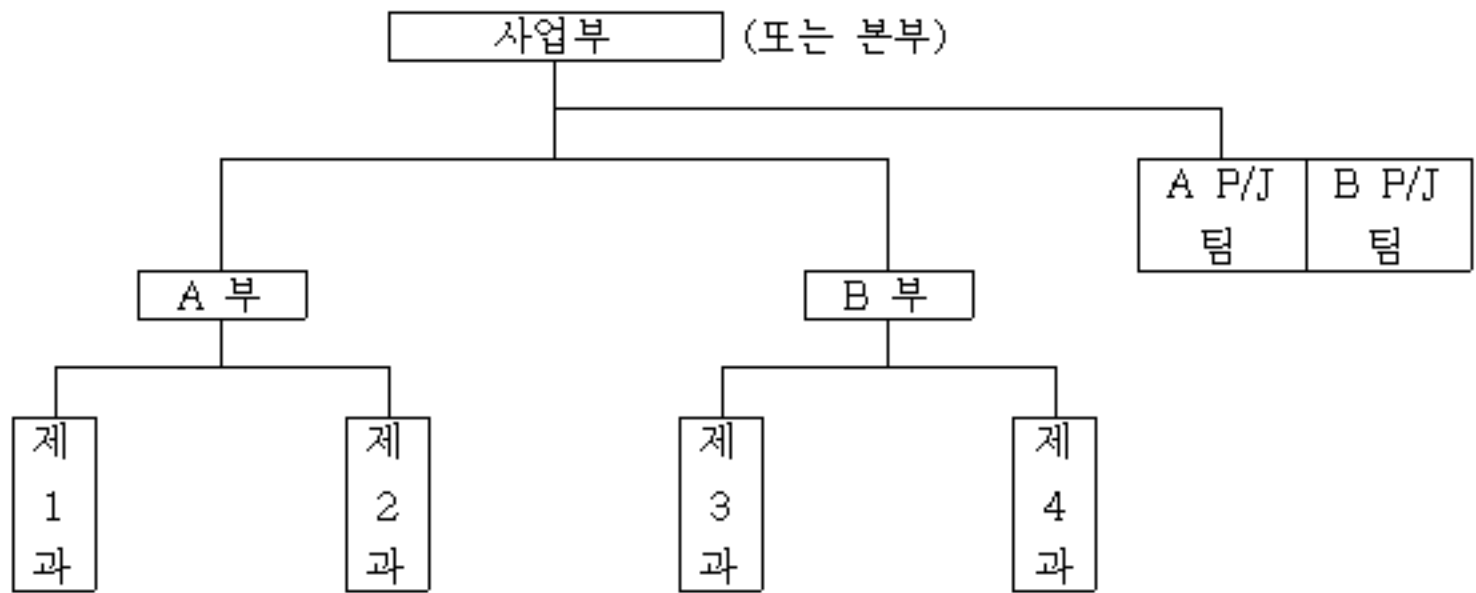 사업부 (또는 본부)
A P/J 팀
B P/J 팀
A 부
B 부
제 1 과
제 2 과
제 3 과
제 4 과